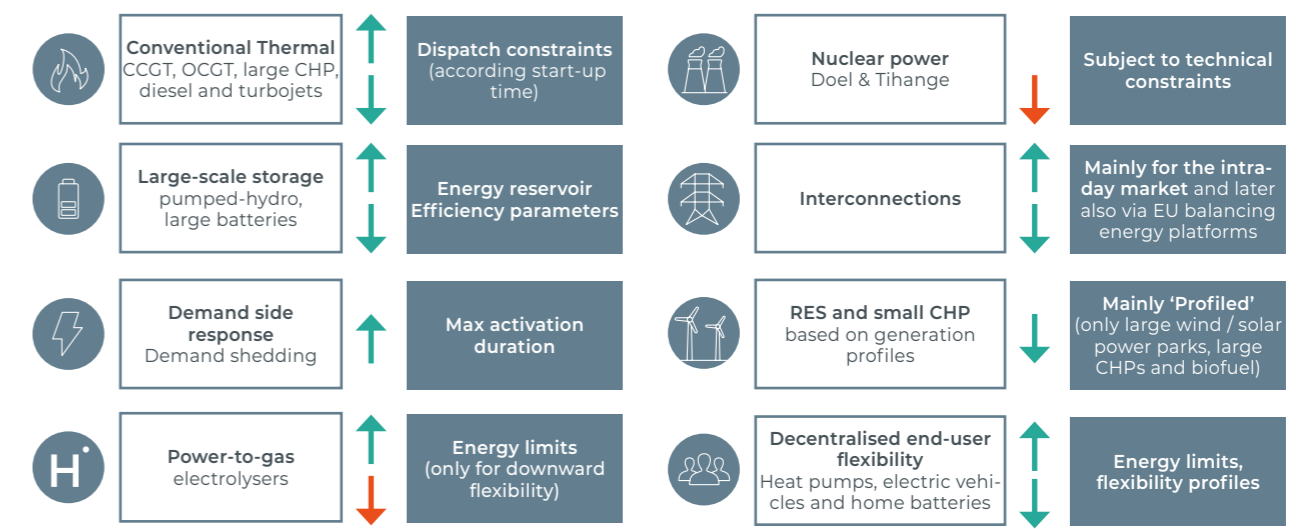 Conventional Thermal
CCGT, OCGT, large CHP,
diesel and turbojets
Dispatch constraints
(according start-up
time)
Nuclear power
Doel & Tihange
Subject to technical
constraints
Large-scale storage
pumped-hydro,
large batteries
Energy reservoir
Efficiency parameters
Interconnections
Mainly for the intra-
day market and later
also via EU balancing
energy platforms
Demand side
response
Demand shedding
Max activation
duration
RES and small CHP
based on generation
profiles
Mainly ‘Profiled’
(only large wind / solar
power parks, large
CHPs and biofuel)
H
Power-to-gas
electrolysers
Energy limits
(only for downward
flexibility)
Decentralised end-user
flexibility
Heat pumps, electric vehi-
cles and home batteries
Energy limits,
flexibility profiles